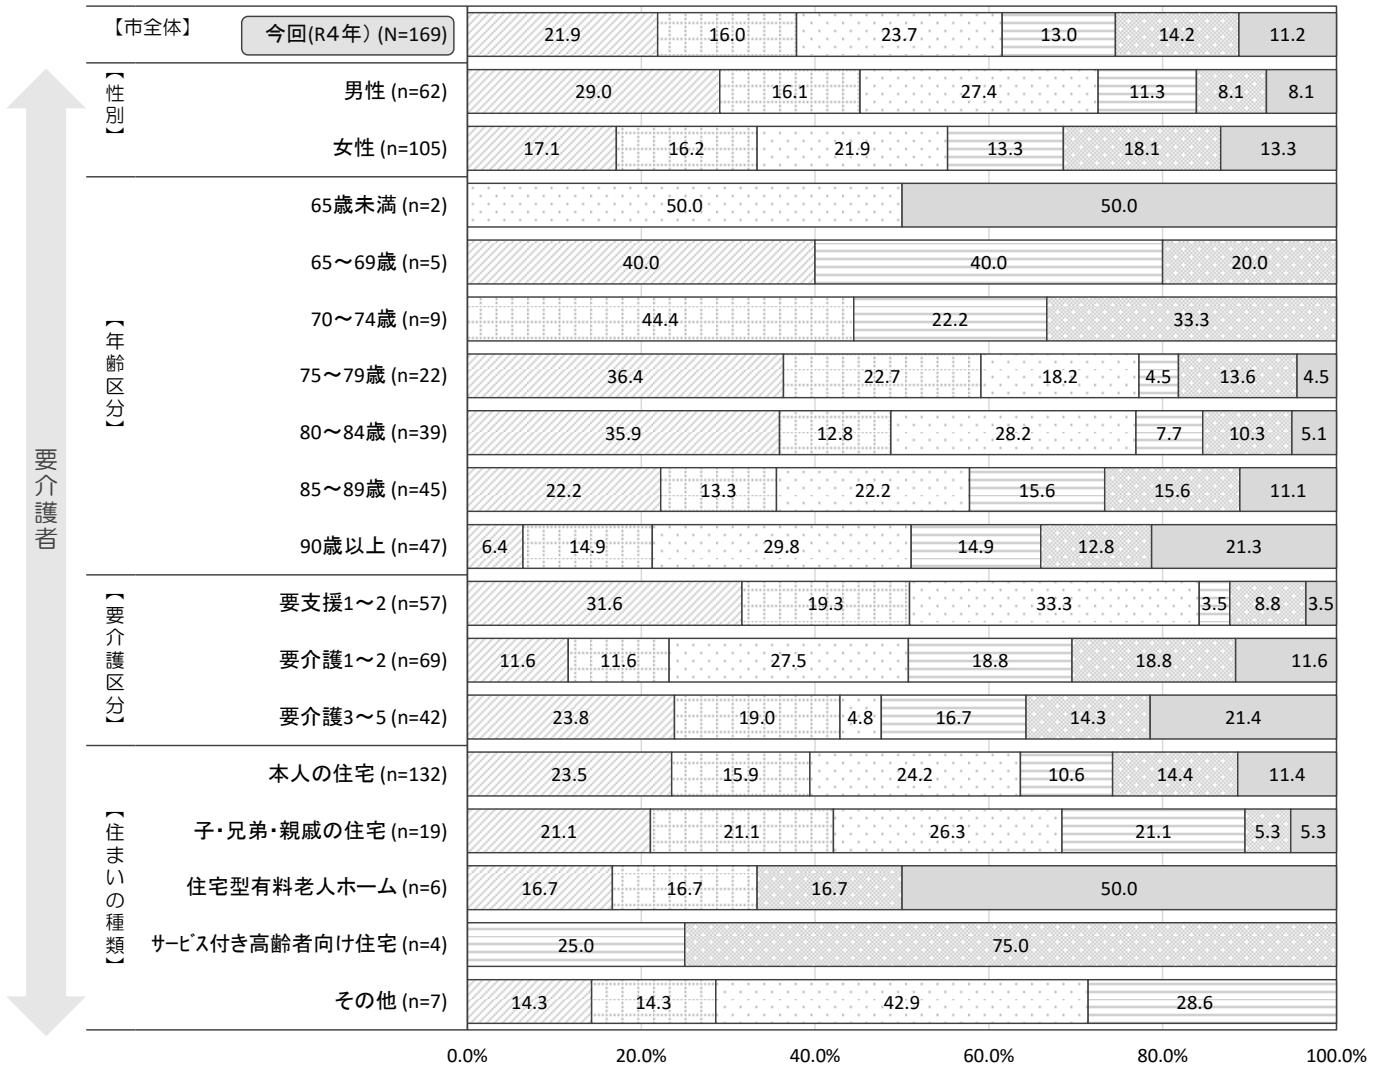 【市全体】 今回(R4年) (N=169) 21.9 16.0 23.7 13.0 14.2 11.2
【性別】
男性 (n=62) 29.0 16.1 27.4 11.3 8.1 8.1
女性 (n=105) 17.1 16.2 21.9 13.3 18.1 13.3
【年齢区分】
65歳未満 (n=2) 50.0 50.0
65～69歳 (n=5) 40.0 40.0 20.0
70～74歳 (n=9) 44.4 22.2 33.3
75～79歳 (n=22) 36.4 22.7 18.2 4.5 13.6 4.5
80～84歳 (n=39) 35.9 12.8 28.2 7.7 10.3 5.1
85～89歳 (n=45) 22.2 13.3 22.2 15.6 15.6 11.1
90歳以上 (n=47) 6.4 14.9 29.8 14.9 12.8 21.3
要介護者
【要介護区分】
要支援1～2 (n=57) 31.6 19.3 33.3 3.5 8.8 3.5
要介護1～2 (n=69) 11.6 11.6 27.5 18.8 18.8 11.6
要介護3～5 (n=42) 23.8 19.0 4.8 16.7 14.3 21.4
【住まいの種類】
本人の住宅 (n=132) 23.5 15.9 24.2 10.6 14.4 11.4
子・兄弟・親戚の住宅 (n=19) 21.1 21.1 26.3 21.1 5.3 5.3
住宅型有料老人ホーム (n=6) 16.7 16.7 16.7 50.0
サービス付き高齢者向け住宅 (n=4) 25.0 75.0
その他 (n=7) 14.3 14.3 42.9 28.6
0.0% 20.0% 40.0% 60.0% 80.0% 100.0%